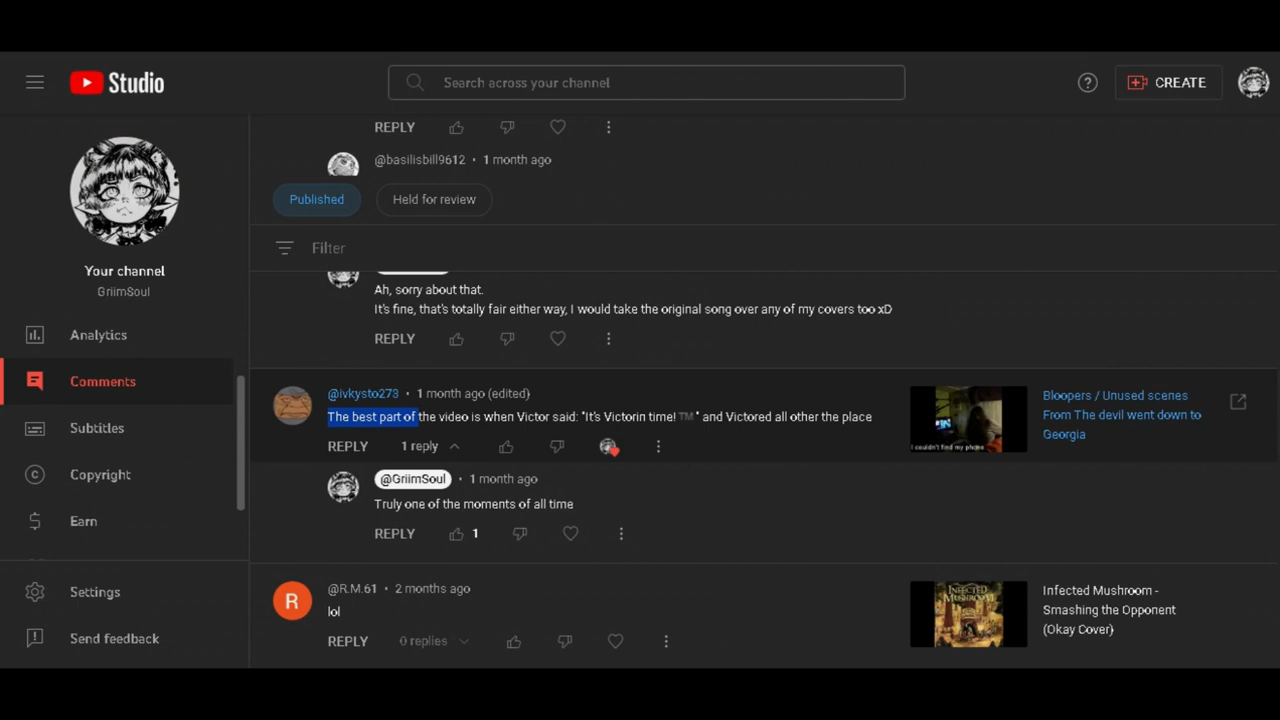 Studio
Search across your channel
CREATE
REPLY
@basilisbill9612 • 1 month ago
Published
Held for review
Your channel
GriimSoul
Filter
Ah, sorry about that.
It's fine, that's totally fair either way, I would take the original song over any of my covers too xD
REPLY
Analytics
Comments
Subtitles
Copyright
Earn
Settings
Send feedback
@ivkysto273 • 1 month ago (edited)
The best part of the video is when Victor said: "It's Victorin time!™" and Victored all other the place
REPLY 1 reply
I couldn't find my phone
Bloopers / Unused scenes
From The devil went down to
Georgia
@GriimSoul • 1 month ago
Truly one of the moments of all time
REPLY 1
R
@R.M.61 • 2 months ago
lol
REPLY 0 replies
INFECTED
MUSHROOM
Infected Mushroom -
Smashing the Opponent
(Okay Cover)